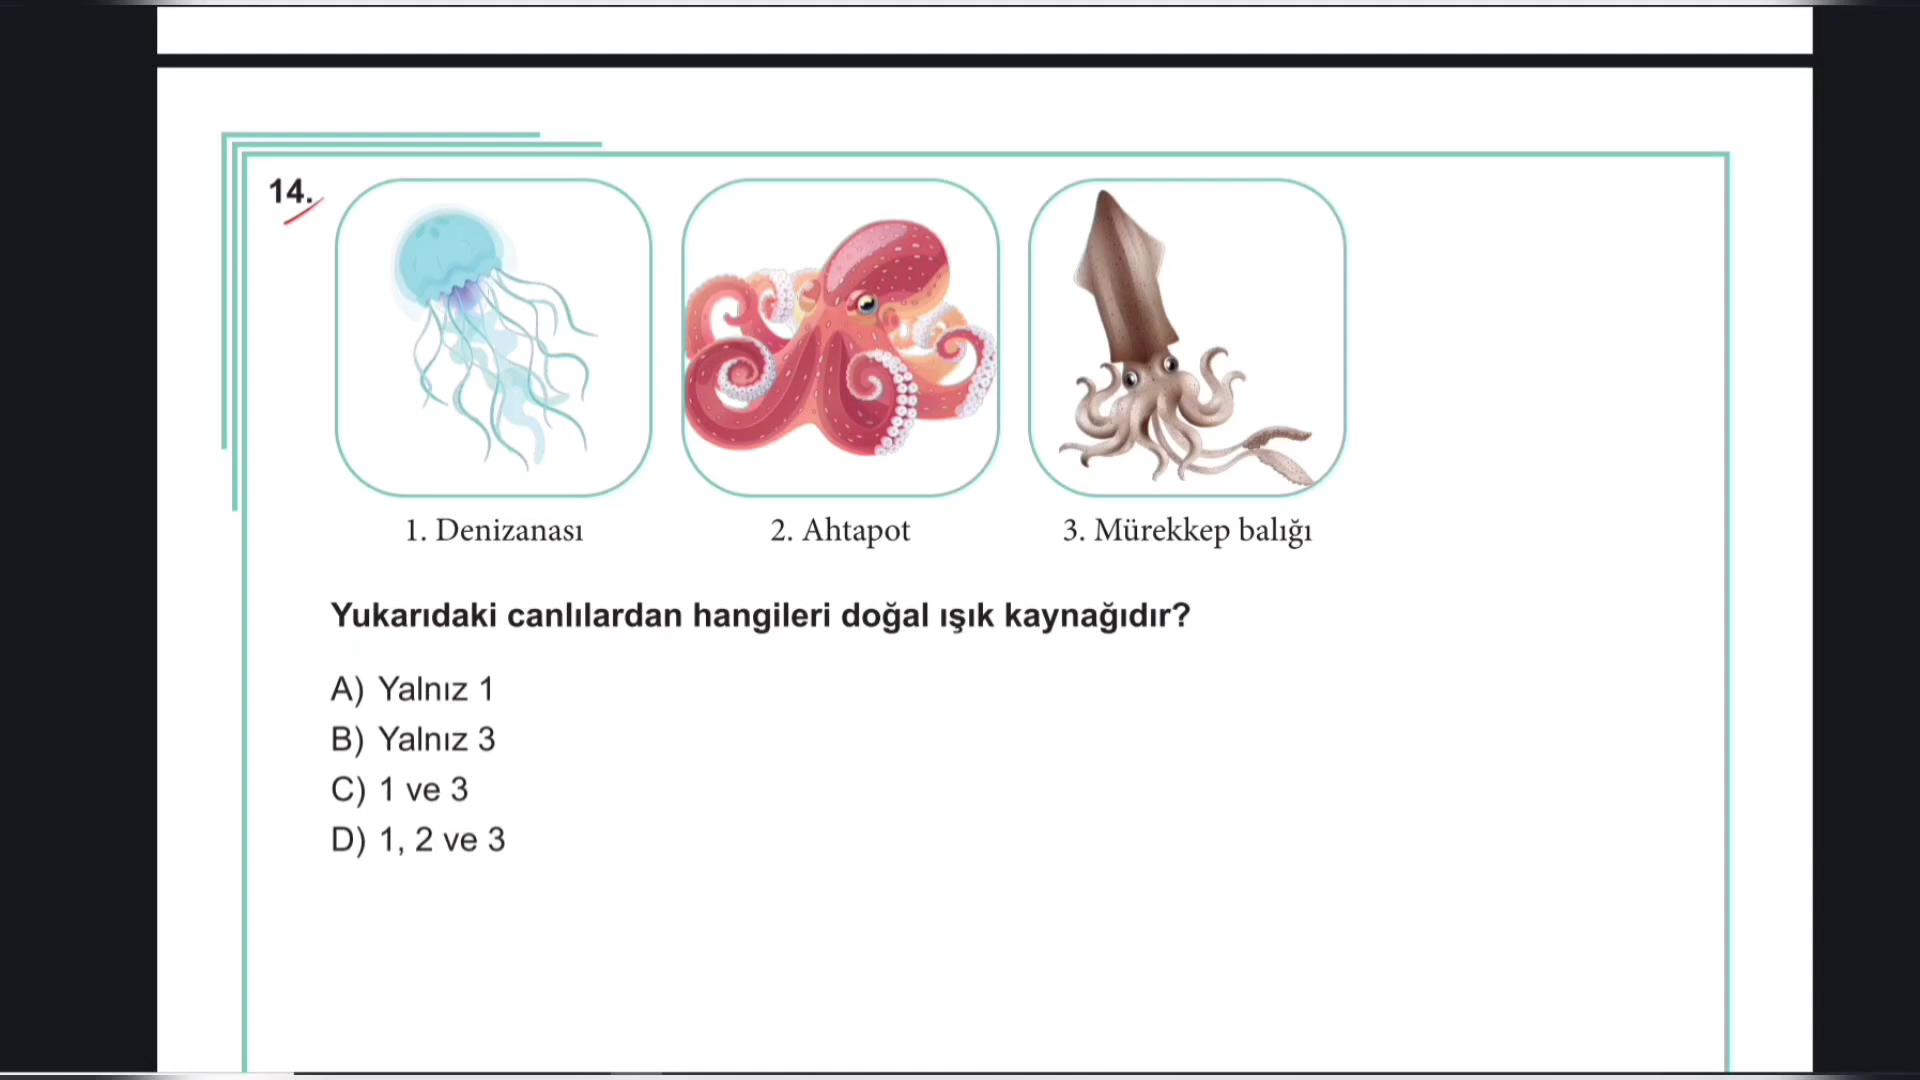 14.
1. Denizanası
2. Ahtapot
3. Mürekkep balığı
Yukarıdaki canlılardan hangileri doğal ışık kaynağıdır?
A) Yalnız 1
B) Yalnız 3
C) 1 ve 3
D) 1, 2 ve 3